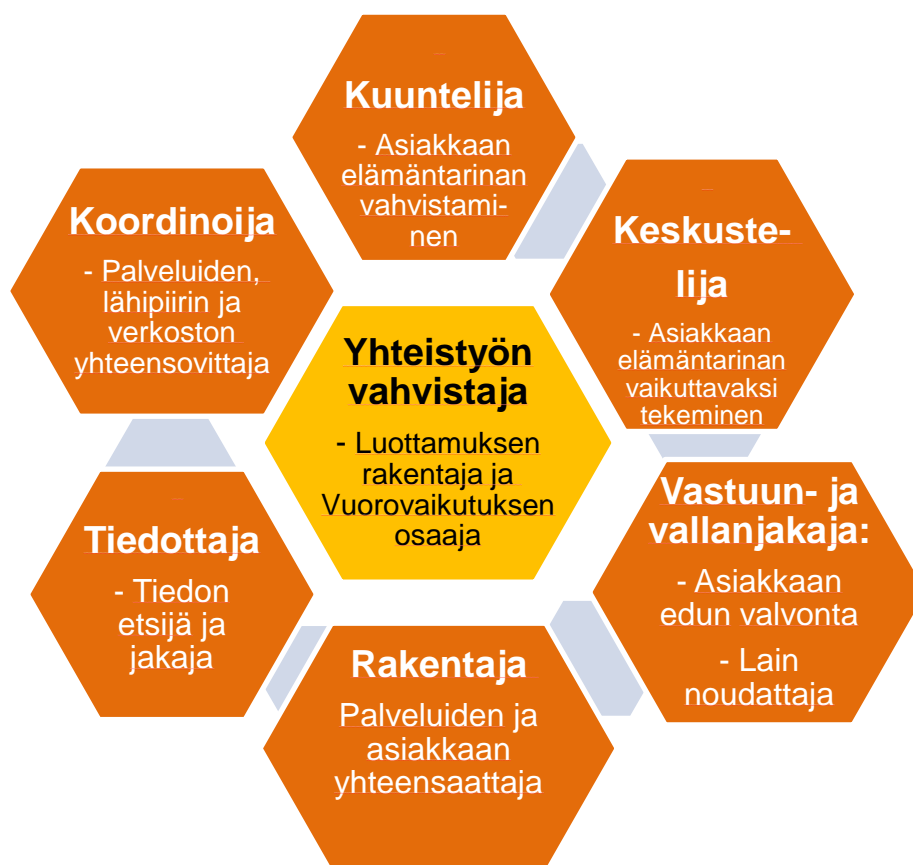 Kuuntelija
- Asiakkaan
elämäntarinan
vahvistami-
nen
Keskuste-
lija
- Asiakkaan
elämäntarinan
vaikuttavaksi
tekeminen
Vastuun- ja
vallanjakaja:
- Asiakkaan
edun valvonta
- Lain
noudattaja
Rakentaja
Palveluiden ja
asiakkaan
yhteensaattaja
Tiedottaja
- Tiedon
etsijä ja
jakaja
Koordinoija
- Palveluiden,
lähipiirin ja
verkoston
yhteensovittaja
Yhteistyön
vahvistaja
- Luottamuksen
rakentaja ja
Vuorovaikutuksen
osaaja